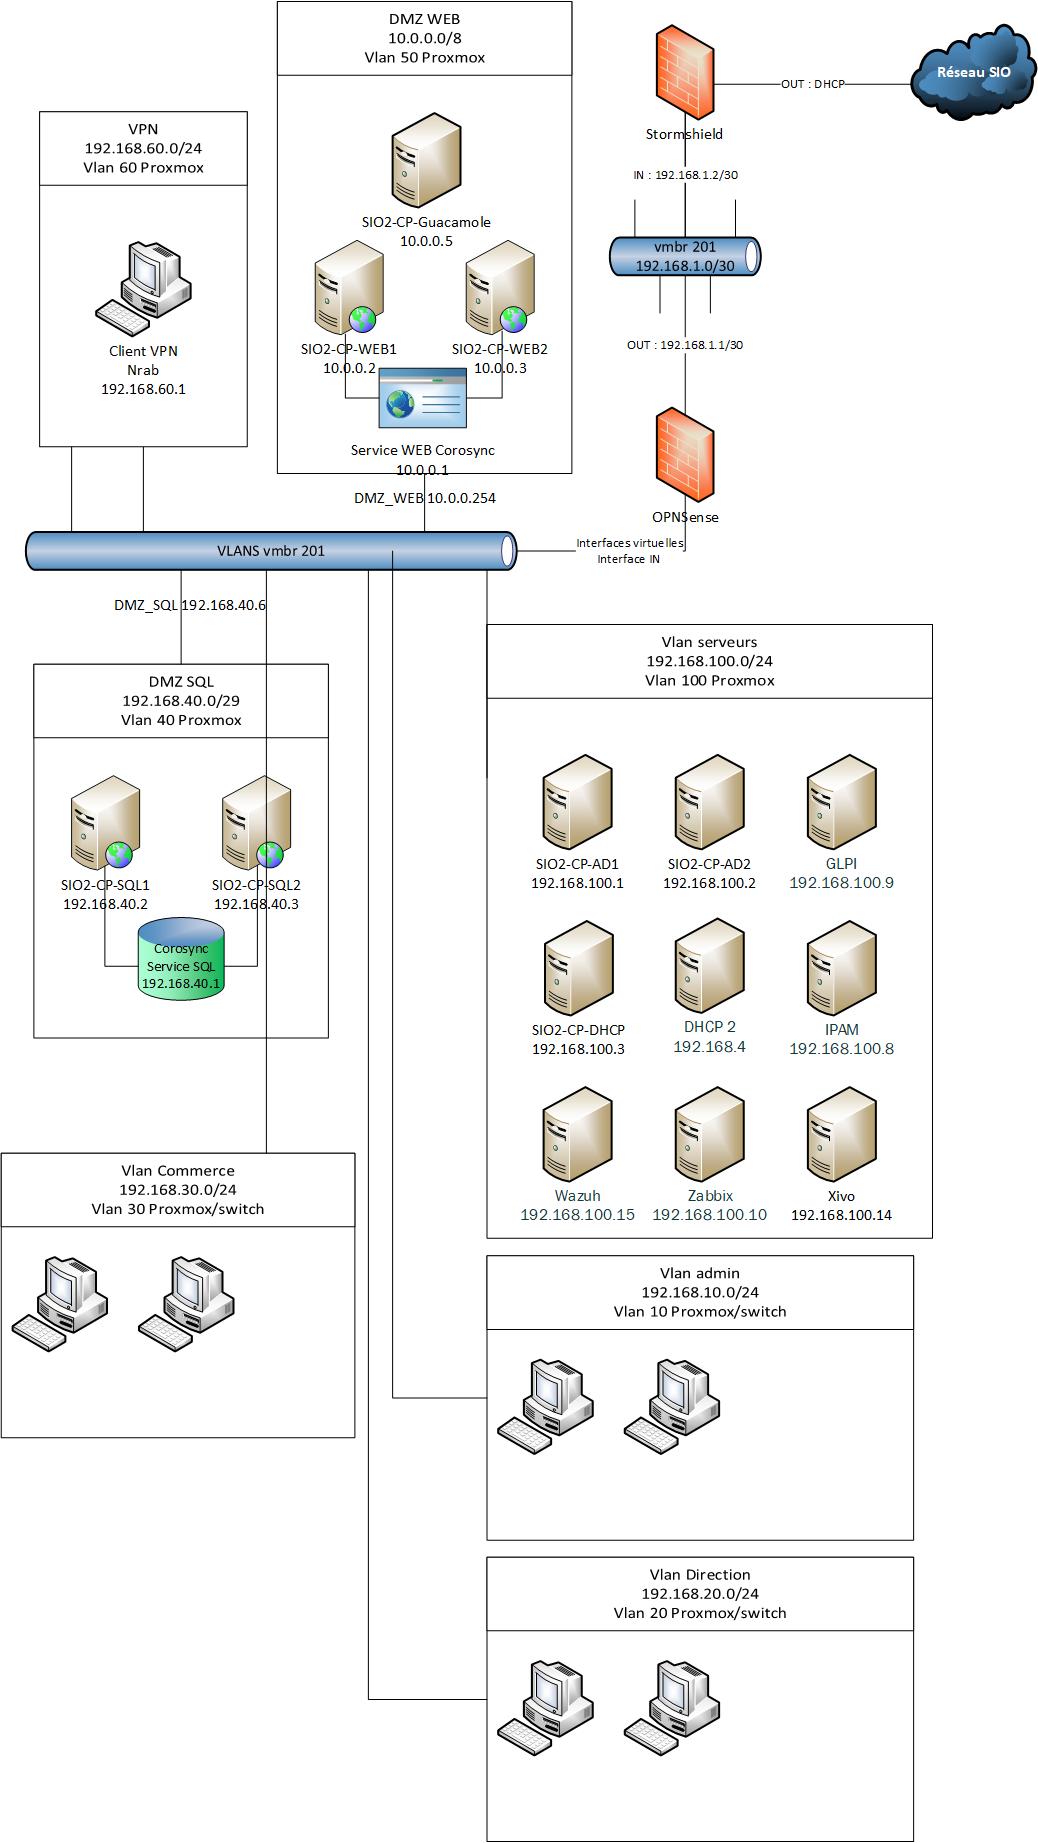 DMZ WEB
10.0.0.0/8
Vlan 50 Proxmox
SIO2-CP-Guacamole
10.0.0.5
SIO2-CP-WEB1
10.0.0.2
SIO2-CP-WEB2
10.0.0.3
Service WEB Corosync
10.0.0.1
DMZ_WEB 10.0.0.254
VPN
192.168.60.0/24
Vlan 60 Proxmox
Client VPN
Nrab
192.168.60.1
Stormshield
OUT : DHCP
Réseau SIO
IN : 192.168.1.2/30
vmbr 201
192.168.1.0/30
OUT : 192.168.1.1/30
OPNSense
Interfaces virtuelles
Interface IN
VLANS vmbr 201
DMZ_SQL 192.168.40.6
DMZ SQL
192.168.40.0/29
Vlan 40 Proxmox
SIO2-CP-SQL1
192.168.40.2
SIO2-CP-SQL2
192.168.40.3
Corosync
Service SQL
192.168.40.1
Vlan serveurs
192.168.100.0/24
Vlan 100 Proxmox
SIO2-CP-AD1
192.168.100.1
SIO2-CP-AD2
192.168.100.2
GLPI
192.168.100.9
SIO2-CP-DHCP
192.168.100.3
DHCP 2
192.168.4
IPAM
192.168.100.8
Wazuh
192.168.100.15
Zabbix
192.168.100.10
Xivo
192.168.100.14
Vlan Commerce
192.168.30.0/24
Vlan 30 Proxmox/switch
Vlan admin
192.168.10.0/24
Vlan 10 Proxmox/switch
Vlan Direction
192.168.20.0/24
Vlan 20 Proxmox/switch